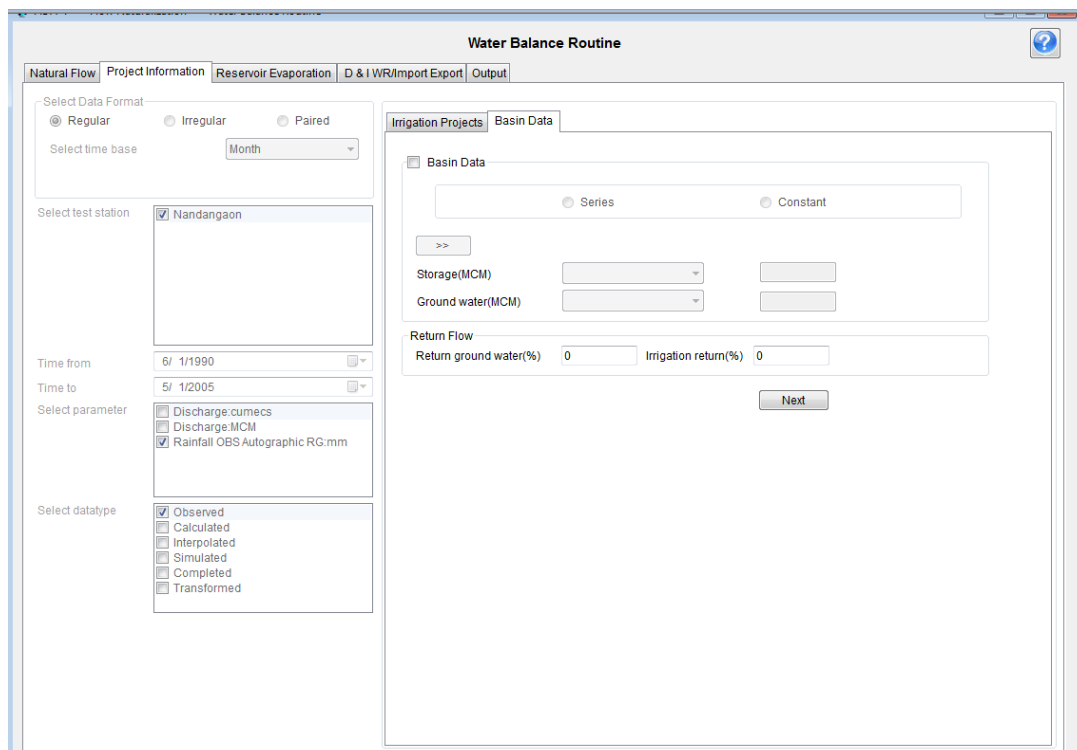 Water Balance Routine
Natural Flow Project Information Reservoir Evaporation D & I WR/Import Export Output
Select Data Format
Regular Irregular Paired
Select time base Month
Select test station Nandangaon
Time from 6/ 1/1990
Time to 5/ 1/2005
Select parameter Discharge:cumecs
Discharge:MCM
Rainfall OBS Autographic RG:mm
Select datatype Observed
Calculated
Interpolated
Simulated
Completed
Transformed
Irrigation Projects Basin Data
Basin Data
Series Constant
>>
Storage(MCM)
Ground water(MCM)
Return Flow
Return ground water(%) 0 Irrigation return(%) 0
Next